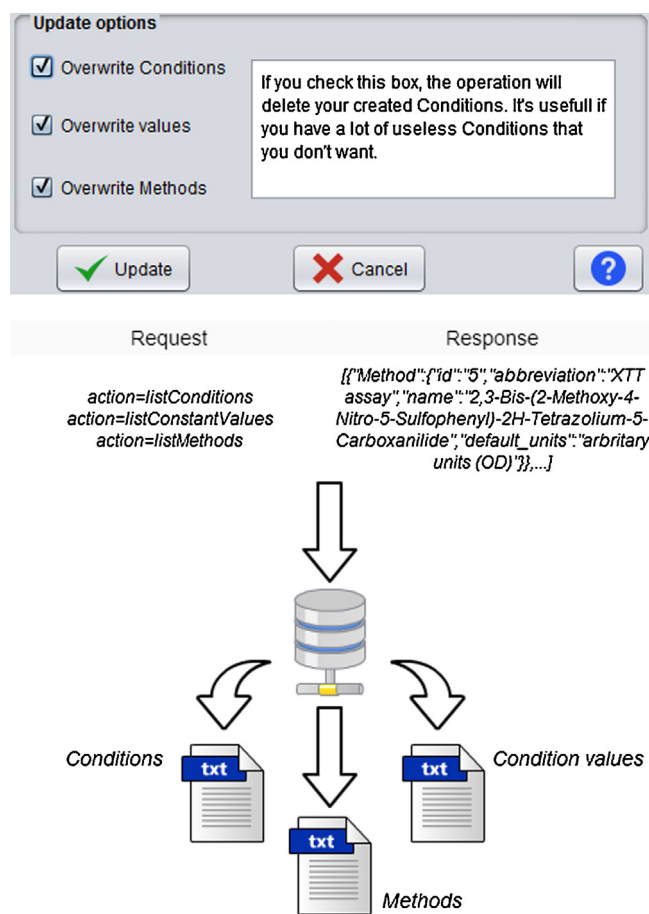 Update options
Overwrite Conditions
Overwrite values
Overwrite Methods
If you check this box, the operation will
delete your created Conditions. It's usefull if
you have a lot of useless Conditions that
you don't want.
Update
Cancel
?
Request
Response
action=listConditions
action=listConstantValues
action=listMethods
[{"Method":{"id":"5","abbreviation":"XTT
assay","name":"2,3-Bis-(2-Methoxy-4-
Nitro-5-Sulfophenyl)-2H-Tetrazolium-5-
Carboxanilide","default_units":"arbritary
units (OD)"}},...]
Conditions
txt
txt
Condition values
txt
Methods